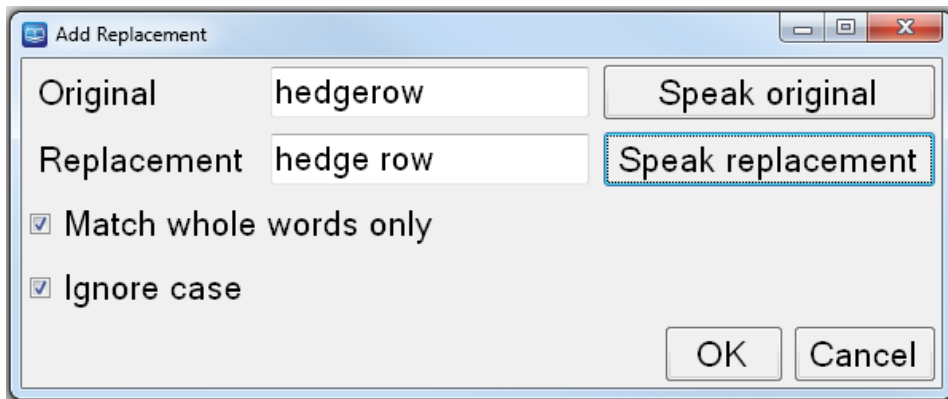 Add Replacement
Original hedgerow Speak original
Replacement hedge row Speak replacement
Match whole words only
Ignore case
OK Cancel